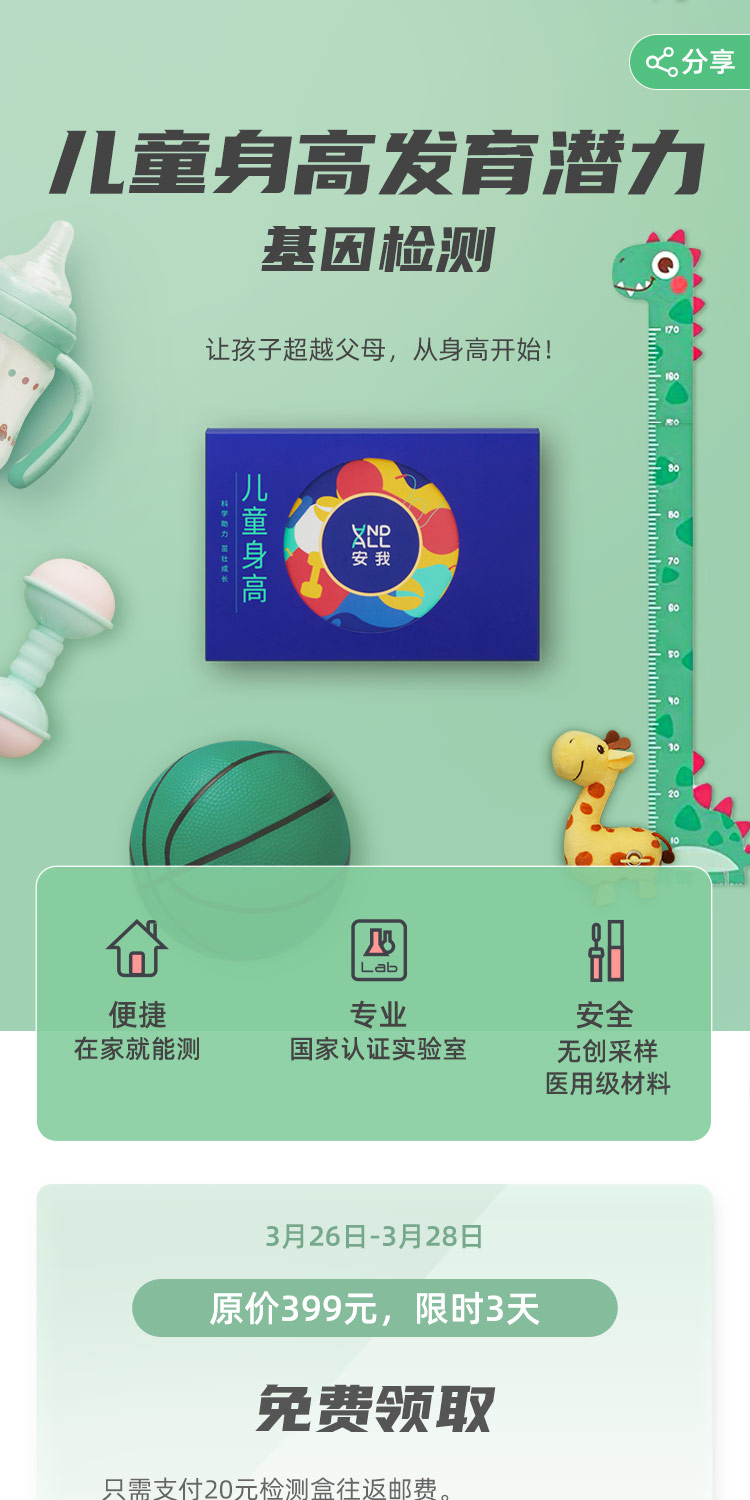 分享
儿童身高发育潜力
基因检测
让孩子超越父母，从身高开始！
儿童身高
科学助力 茁壮成长
AND
ALL
安我
170
160
90
80
70
60
50
40
30
20
10
Lab
便捷
在家就能测
专业
国家认证实验室
安全
无创采样
医用级材料
3月26日-3月28日
原价399元，限时3天
免费领取
只需支付20元检测盒往返邮费。